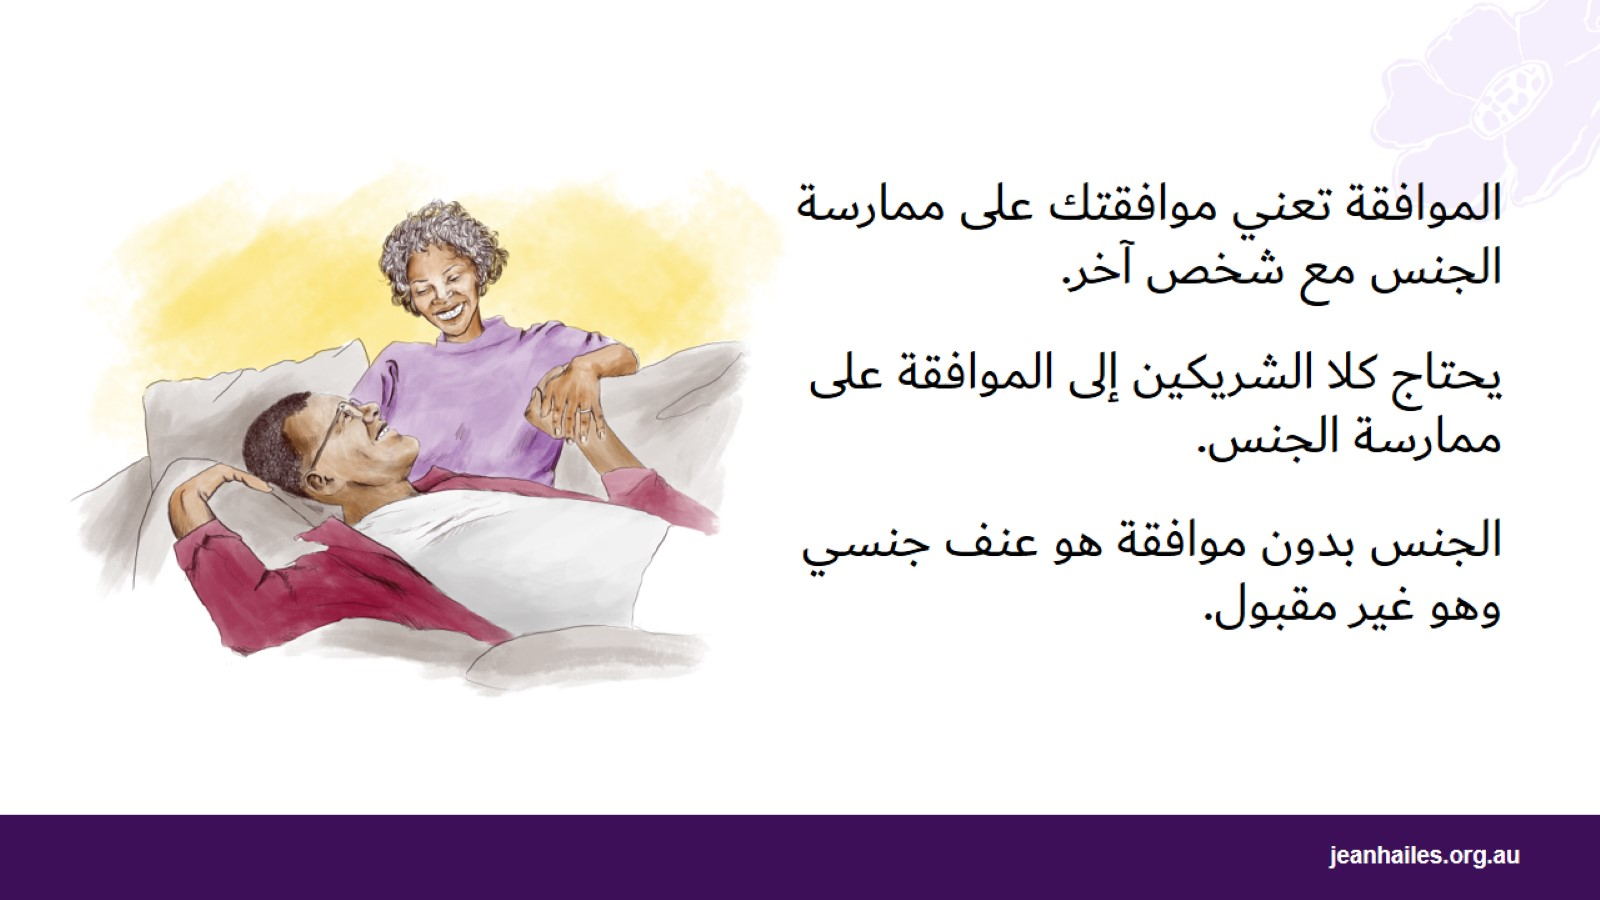 الموافقة تعني موافقتك على ممارسة
الجنس مع شخص آخر.
يحتاج كلا الشريكين إلى الموافقة على
ممارسة الجنس.
الجنس بدون موافقة هو عنف جنسي
وهو غير مقبول.
jeanhailes.org.au